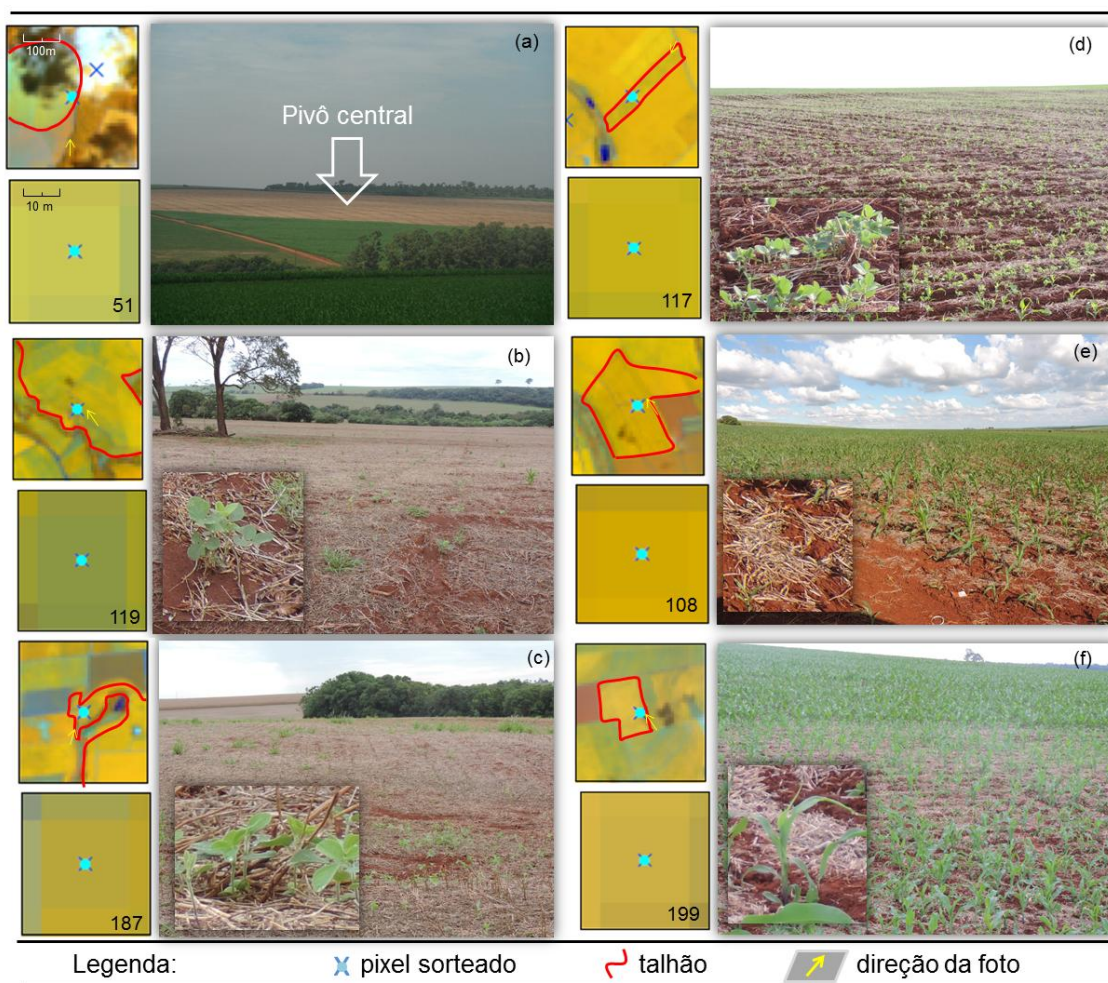 100m
(a)
Pivô central
10 m
51
(b)
119
(c)
187
(d)
117
(e)
108
(f)
199
Legenda: pixel sorteado talhão direção da foto